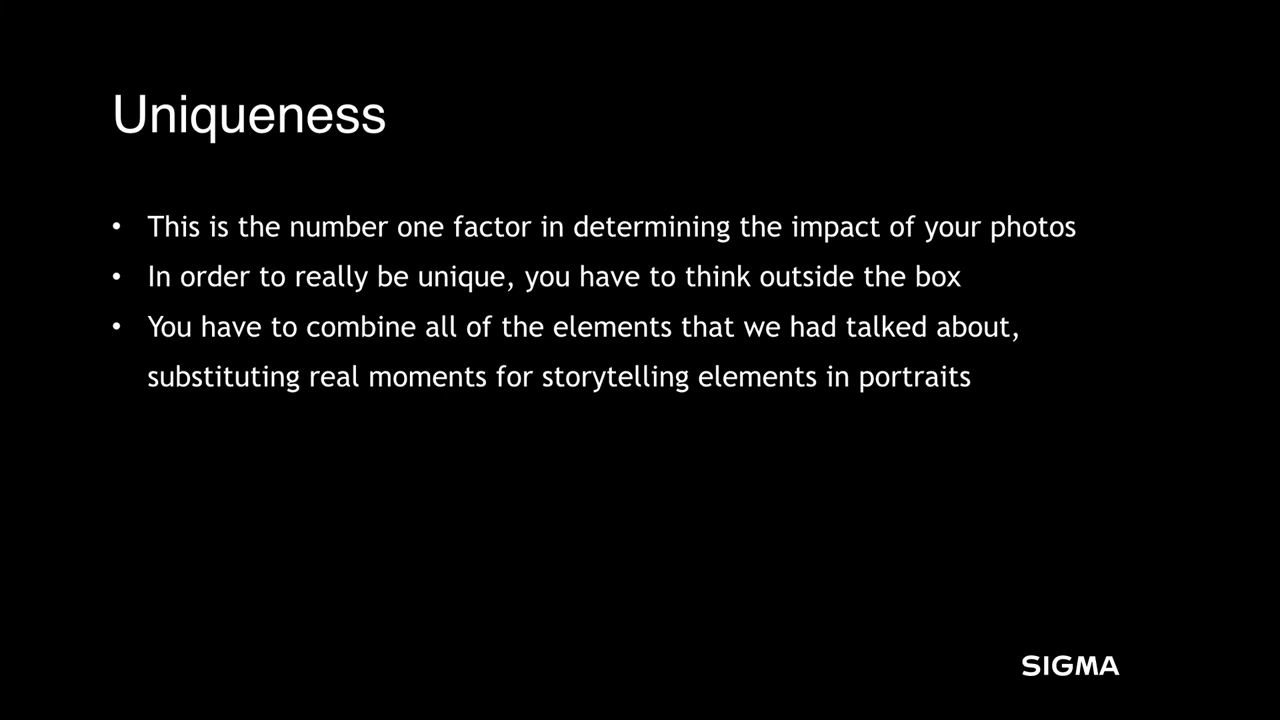 Uniqueness
• This is the number one factor in determining the impact of your photos
• In order to really be unique, you have to think outside the box
• You have to combine all of the elements that we had talked about,
substituting real moments for storytelling elements in portraits
SIGMA